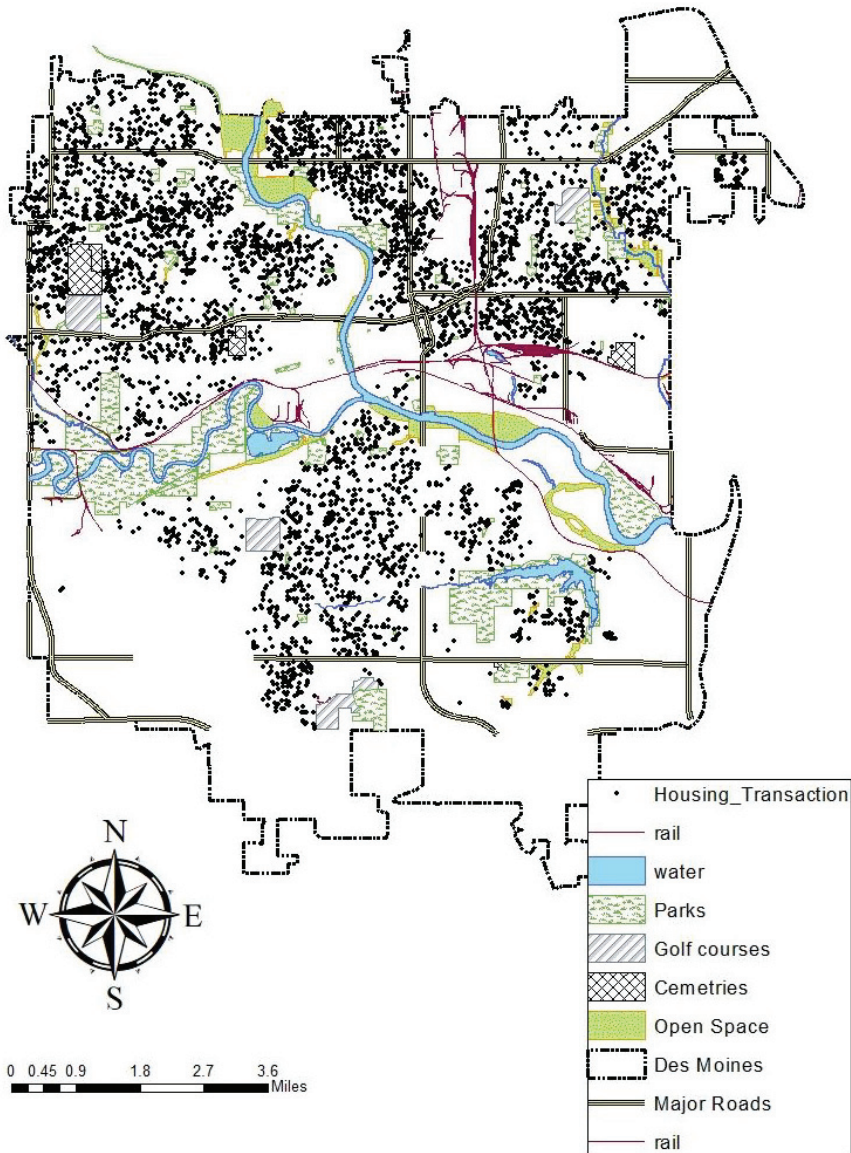 Housing_Transaction
rail
water
Parks
Golf courses
Cemetries
Open Space
Des Moines
Major Roads
rail
N
W E
S
0 0.45 0.9 1.8 2.7 3.6
Miles